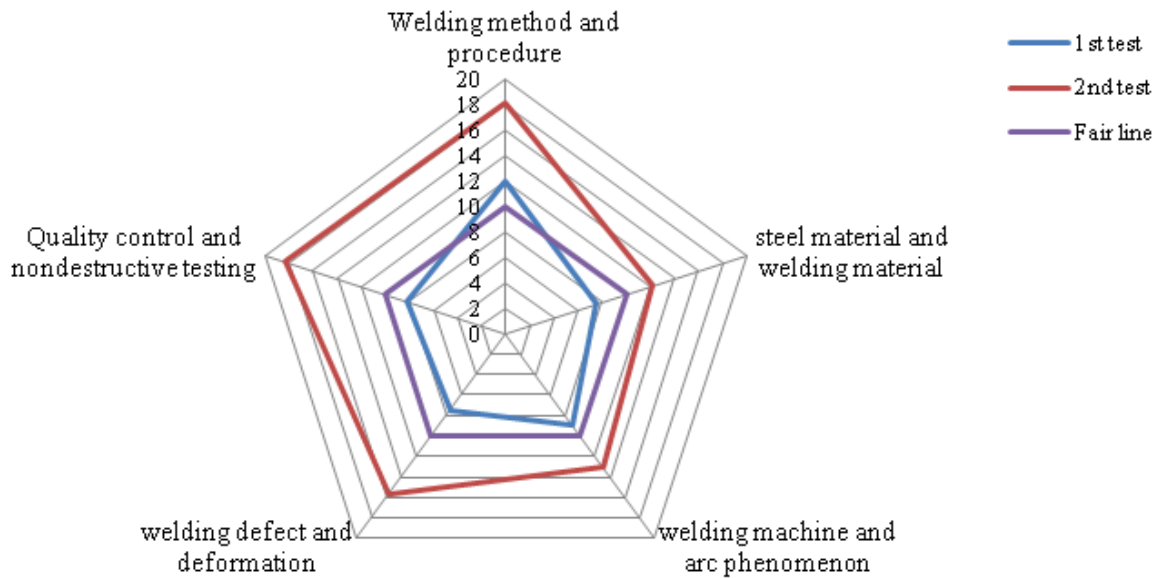 Welding method and
procedure
20
18
16
14
12
10
8
6
4
2
0
steel material and
welding material
welding machine and
arc phenomenon
welding defect and
deformation
Quality control and
nondestructive testing
1st test
2nd test
Fair line